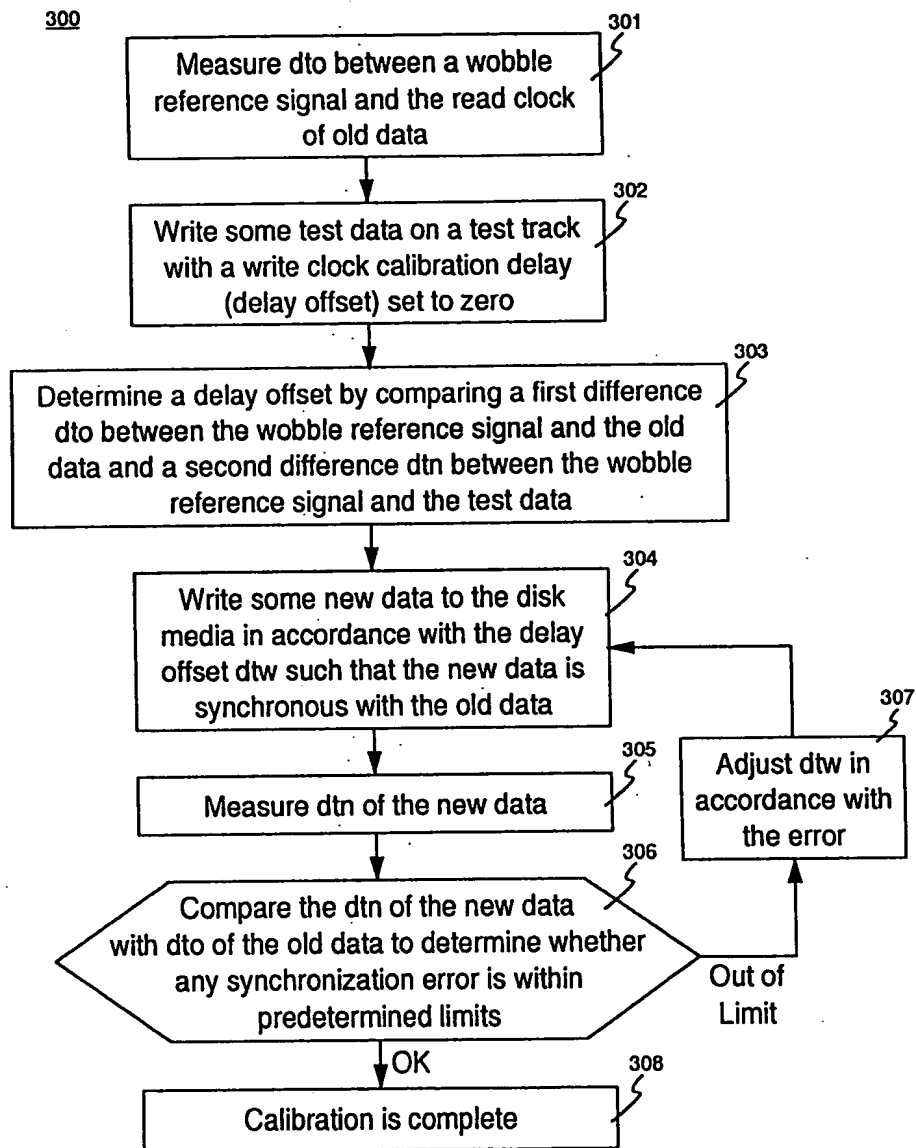 300
301
Measure dto between a wobble
reference signal and the read clock
of old data
302
Write some test data on a test track
with a write clock calibration delay
(delay offset) set to zero
303
Determine a delay offset by comparing a first difference
dto between the wobble reference signal and the old
data and a second difference dtn between the wobble
reference signal and the test data
304
Write some new data to the disk
media in accordance with the delay
offset dtw such that the new data is
synchronous with the old data
307
Adjust dtw in
accordance with
the error
305
Measure dtn of the new data
306
Compare the dtn of the new data
with dto of the old data to determine whether
any synchronization error is within
predetermined limits
Out of
Limit
OK
308
Calibration is complete